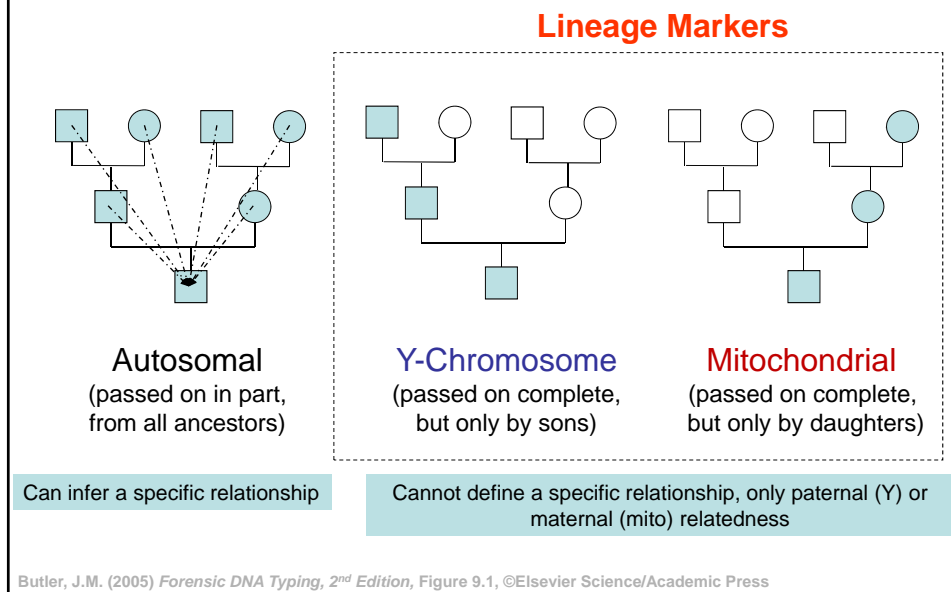 Lineage Markers
Autosomal
(passed on in part,
from all ancestors)
Y-Chromosome
(passed on complete,
but only by sons)
Mitochondrial
(passed on complete,
but only by daughters)
Can infer a specific relationship
Cannot define a specific relationship, only paternal (Y) or
maternal (mito) relatedness
Butler, J.M. (2005) Forensic DNA Typing, 2nd Edition, Figure 9.1, ©Elsevier Science/Academic Press